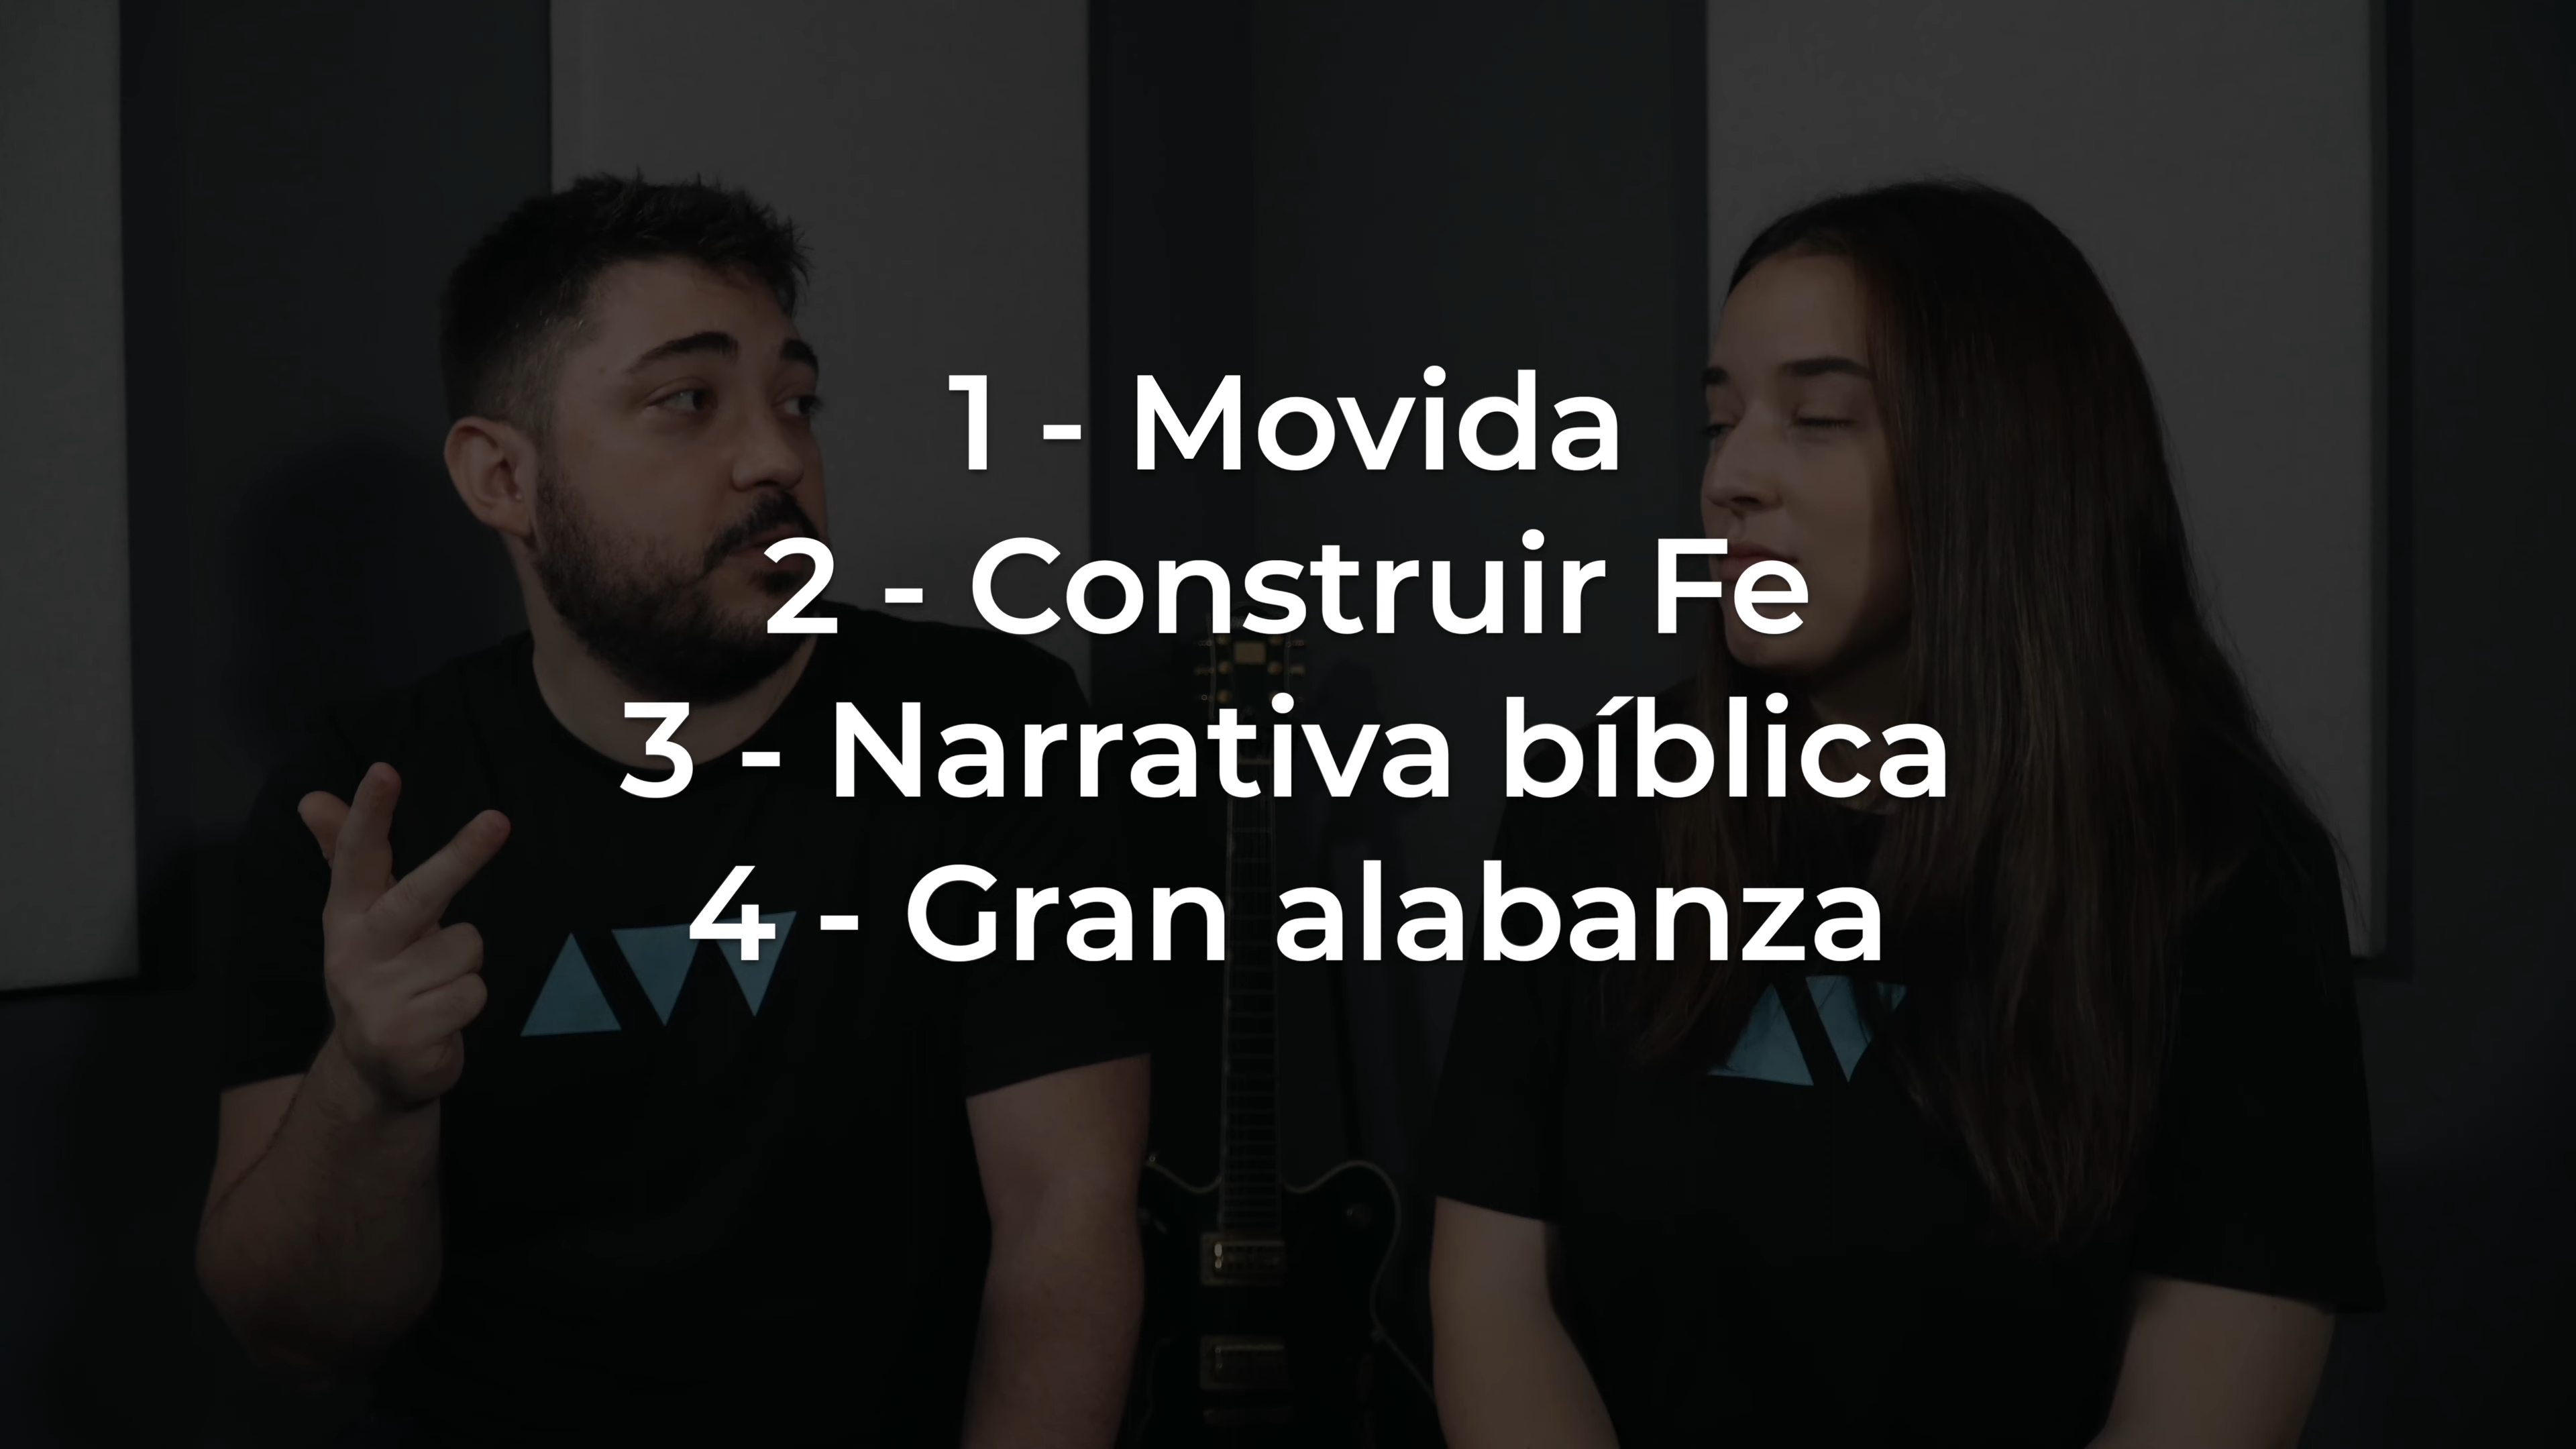 1 - Movida
2 - Construir Fe
3 - Narrativa bíblica
4 - Gran alabanza